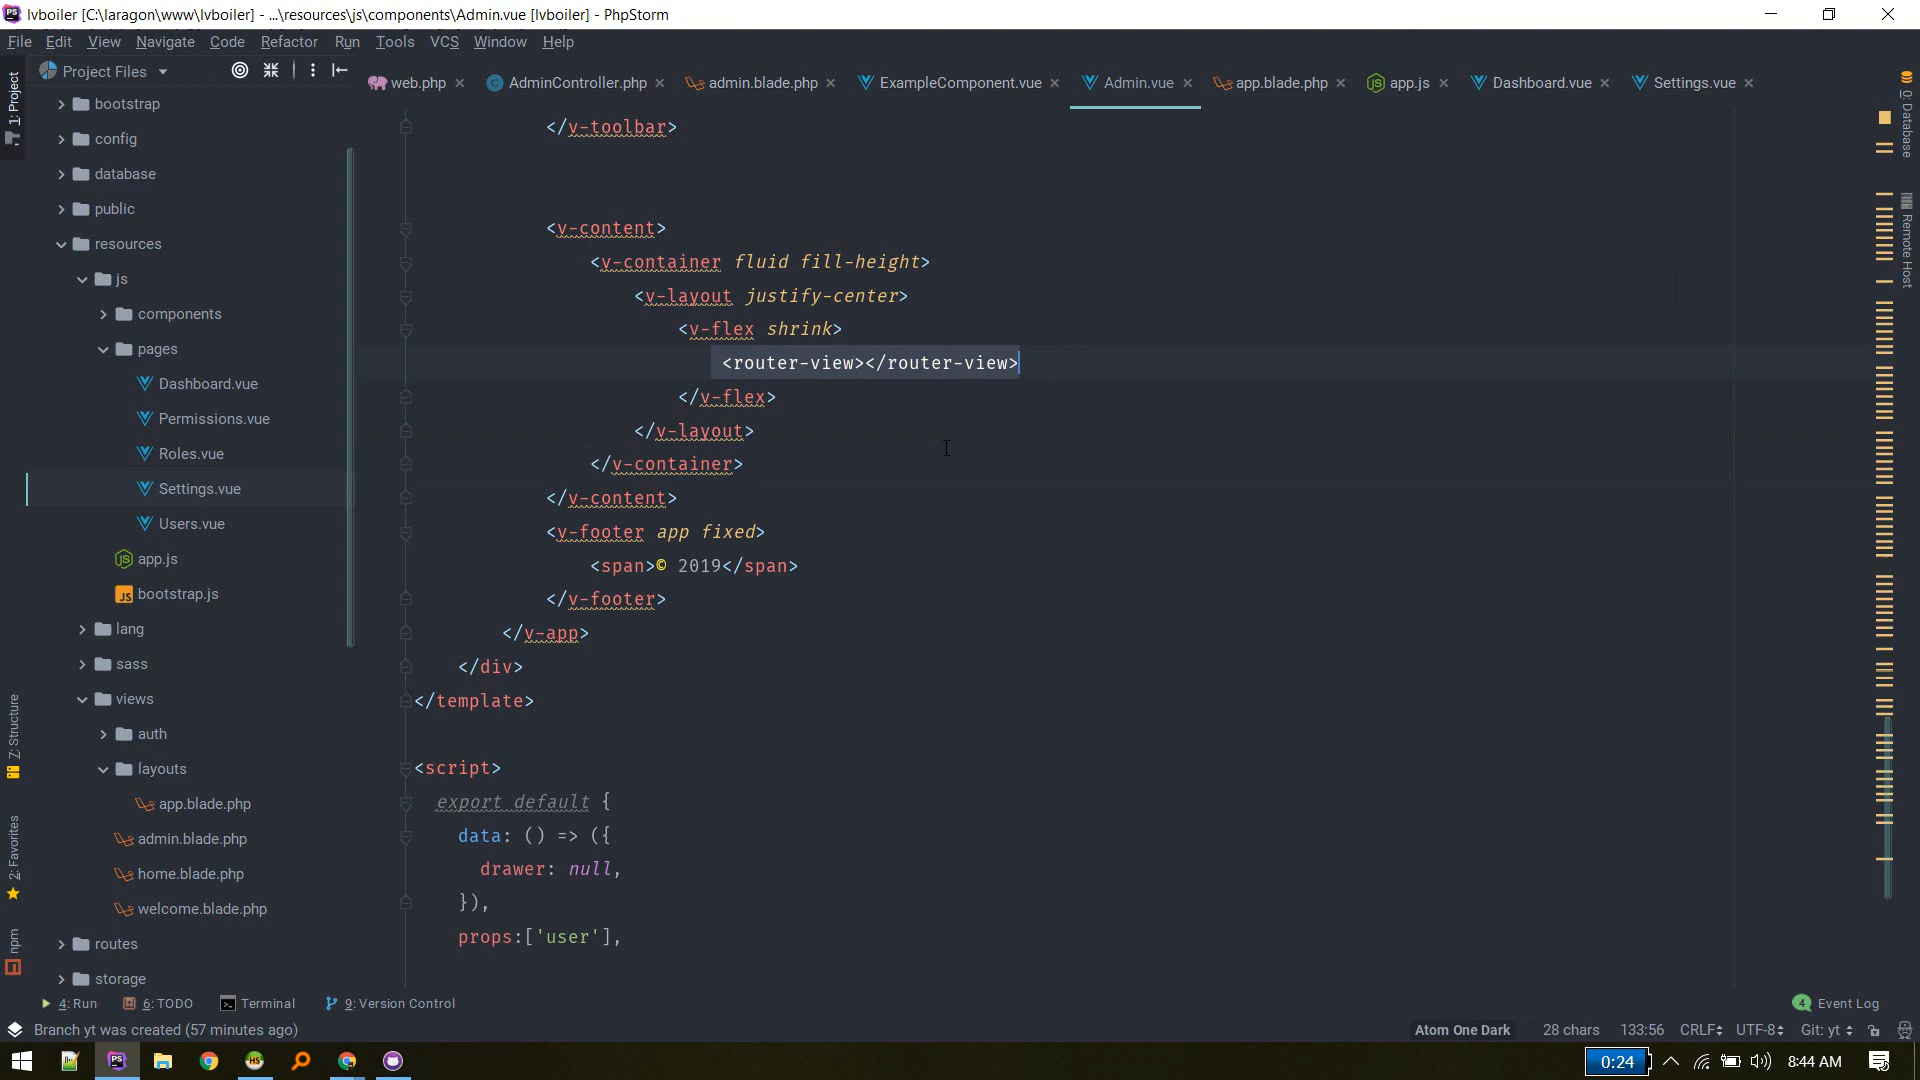 lvboiler [C:\laragon\www\lvboiler] - ...\resources\js\components\Admin.vue [lvboiler] - PhpStorm
File Edit View Navigate Code Refactor Run Tools VCS Window Help
Project Files
web.php
AdminController.php
admin.blade.php
ExampleComponent.vue
Admin.vue
app.blade.php
app.js
Dashboard.vue
Settings.vue
1: Project
7: Structure
2: Favorites
npm
bootstrap
config
database
public
resources
js
components
pages
Dashboard.vue
Permissions.vue
Roles.vue
Settings.vue
Users.vue
app.js
bootstrap.js
lang
sass
views
auth
layouts
app.blade.php
admin.blade.php
home.blade.php
welcome.blade.php
routes
storage
</v-toolbar>
<v-content>
<v-container fluid fill-height>
<v-layout justify-center>
<v-flex shrink>
<router-view></router-view>
</v-flex>
</v-layout>
</v-container>
</v-content>
<v-footer app fixed>
<span>© 2019</span>
</v-footer>
</v-app>
</div>
</template>
<script>
export default {
data: () => ({
drawer: null,
}),
props:['user'],
0: Database
Remote Host
4: Run
6: TODO
Terminal
9: Version Control
4 Event Log
Branch yt was created (57 minutes ago)
Atom One Dark
28 chars
133:56
CRLF
UTF-8
Git: yt
PS
HS
0:24
8:44 AM